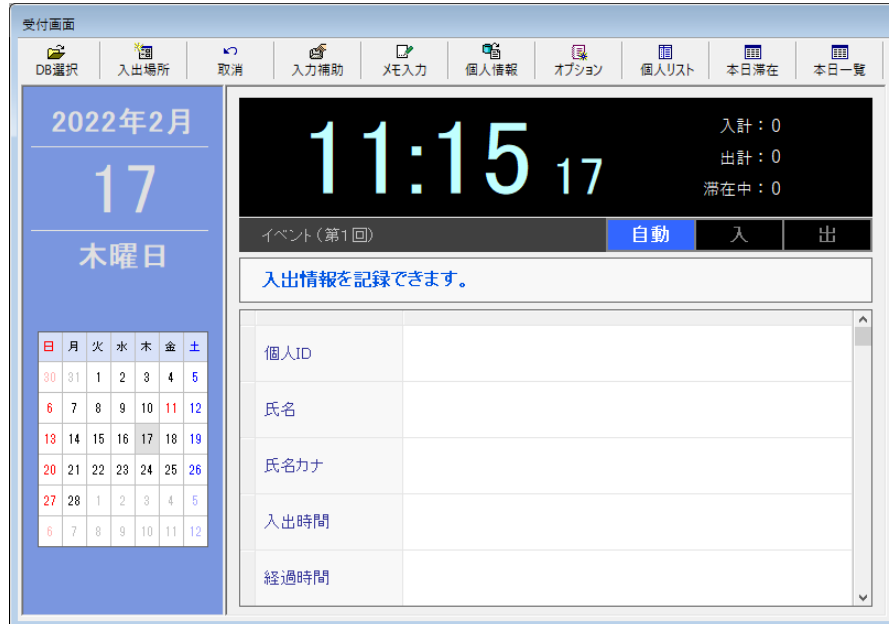 受付画面
DB選択 入出場所 取消 入力補助 メモ入力 個人情報 オプション 個人リスト 本日滞在 本日一覧
2022年2月
17
木曜日
日 月 火 水 木 金 土
30 31 1 2 3 4 5
6 7 8 9 10 11 12
13 14 15 16 17 18 19
20 21 22 23 24 25 26
27 28 1 2 3 4 5
6 7 8 9 10 11 12
11:15 17
入計：0
出計：0
滞在中：0
イベント（第1回） 自動 入 出
入出情報を記録できます。
個人ID
氏名
氏名カナ
入出時間
経過時間